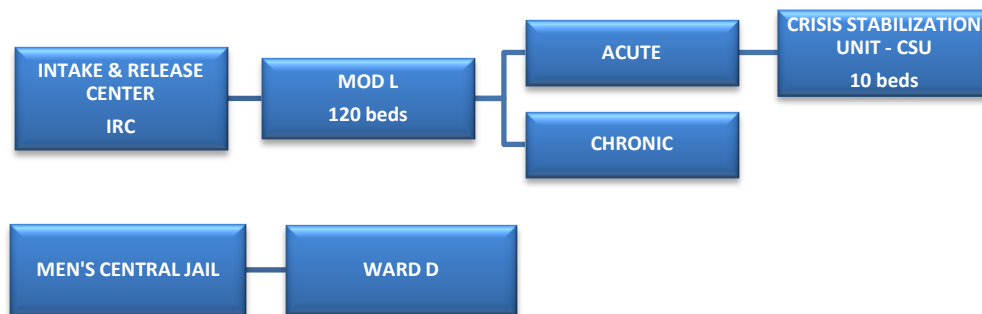 INTAKE & RELEASE
CENTER
IRC
MOD L
120 beds
ACUTE
CRISIS STABILIZATION
UNIT - CSU
10 beds
CHRONIC
MEN'S CENTRAL JAIL
WARD D